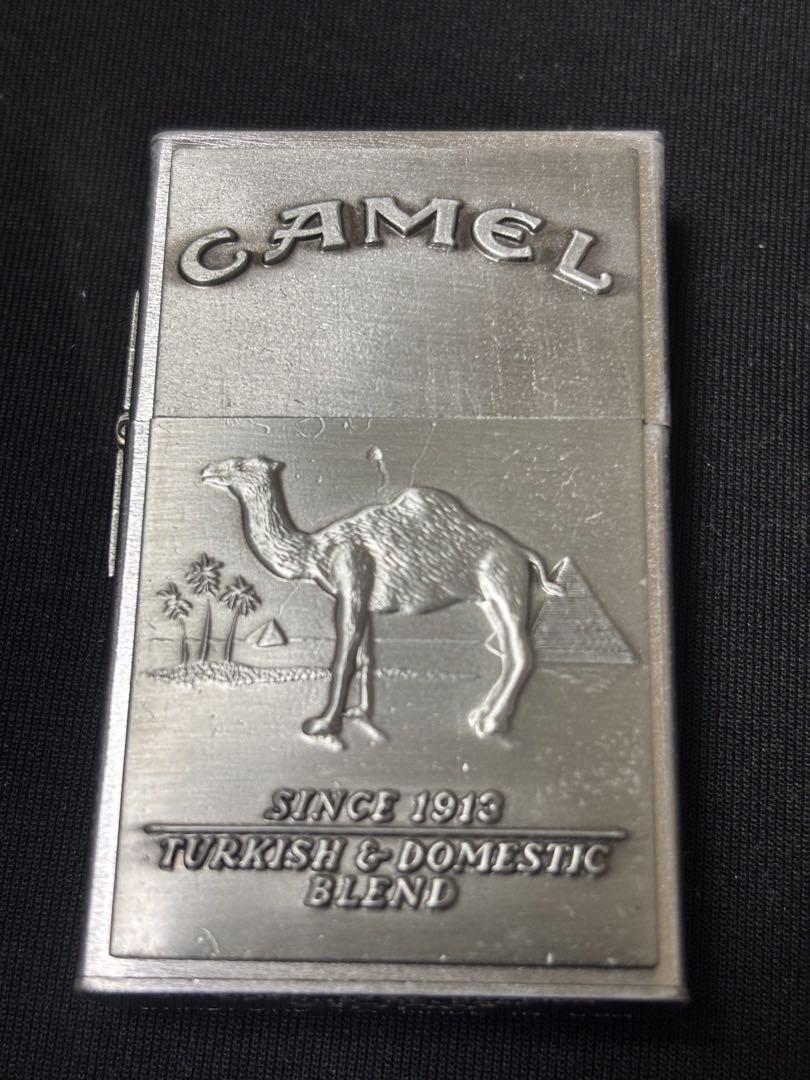 CAMEL
SINCE 1913
TURKISH & DOMESTIC
BLEND